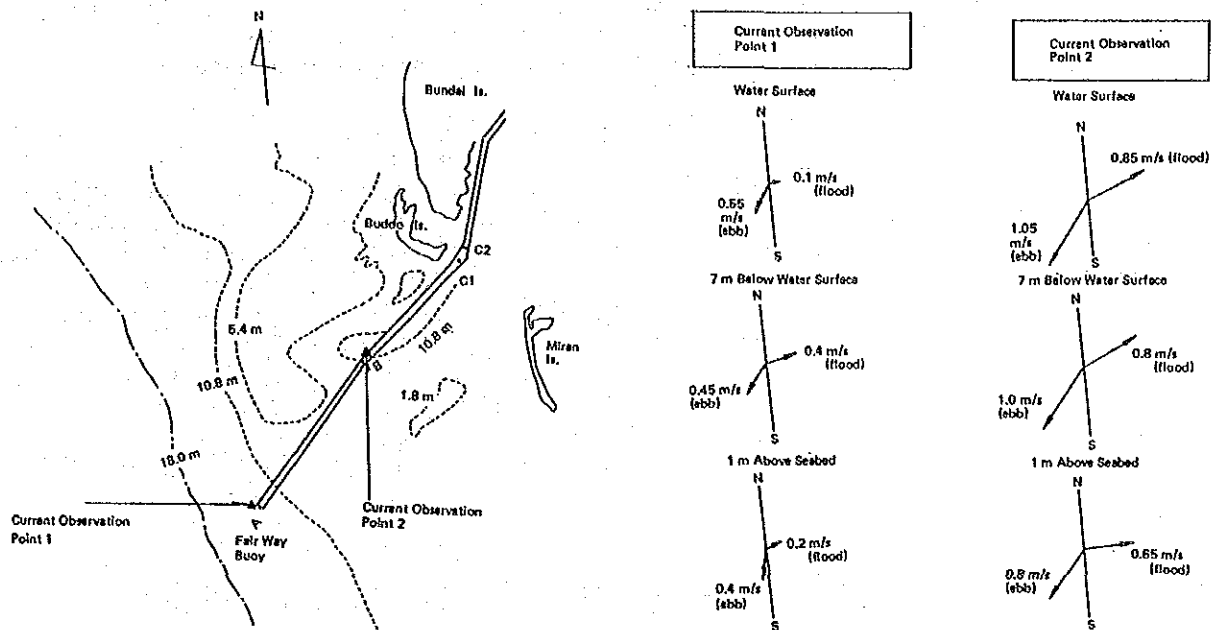 N
Bundal Is.
Buddo Is.
C2
C1
5.4 m
10.8 m
B
10.8 m
Miran
Is.
1.8 m
18.0 m
Current Observation
Point 1
A
Fair Way
Buoy
Current Observation
Point 2
Current Observation
Point 1
Water Surface
N
0.1 m/s
(flood)
0.55
m/s
(ebb)
S
7 m Below Water Surface
N
0.4 m/s
(flood)
0.45 m/s
(ebb)
S
1 m Above Seabed
N
0.2 m/s
(flood)
0.4 m/s
(ebb)
S
Current Observation
Point 2
Water Surface
N
0.85 m/s (flood)
1.05
m/s
(ebb)
S
7 m Below Water Surface
N
0.8 m/s
(flood)
1.0 m/s
(ebb)
S
1 m Above Seabed
N
0.65 m/s
(flood)
0.8 m/s
(ebb)
S